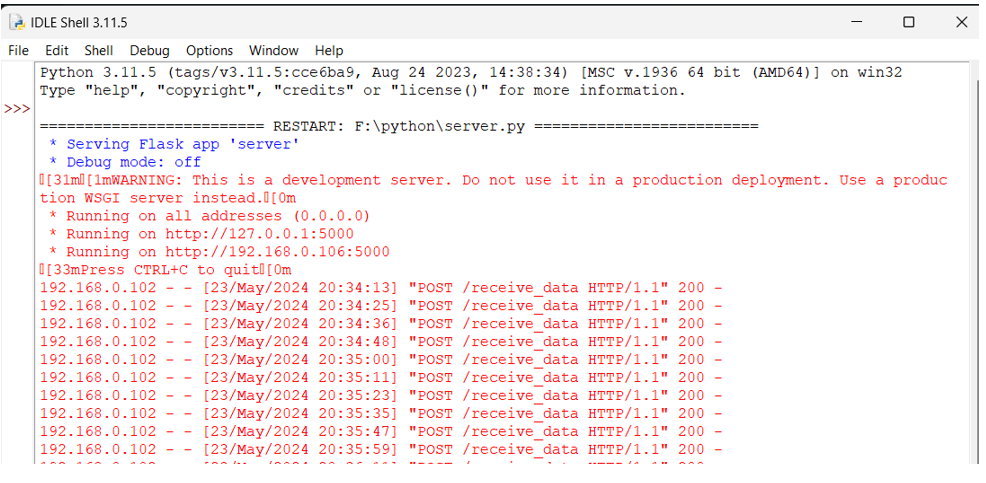 IDLE Shell 3.11.5
File Edit Shell Debug Options Window Help
Python 3.11.5 (tags/v3.11.5:cce6ba9, Aug 24 2023, 14:38:34) [MSC v.1936 64 bit (AMD64)] on win32
Type "help", "copyright", "credits" or "license()" for more information.
>>>
========================= RESTART: F:\python\server.py =========================
* Serving Flask app 'server'
* Debug mode: off
[31m[1mWARNING: This is a development server. Do not use it in a production deployment. Use a produc
tion WSGI server instead.[0m
* Running on all addresses (0.0.0.0)
* Running on http://127.0.0.1:5000
* Running on http://192.168.0.106:5000
[33mPress CTRL+C to quit[0m
192.168.0.102 - - [23/May/2024 20:34:13] "POST /receive_data HTTP/1.1" 200 -
192.168.0.102 - - [23/May/2024 20:34:25] "POST /receive_data HTTP/1.1" 200 -
192.168.0.102 - - [23/May/2024 20:34:36] "POST /receive_data HTTP/1.1" 200 -
192.168.0.102 - - [23/May/2024 20:34:48] "POST /receive_data HTTP/1.1" 200 -
192.168.0.102 - - [23/May/2024 20:35:00] "POST /receive_data HTTP/1.1" 200 -
192.168.0.102 - - [23/May/2024 20:35:11] "POST /receive_data HTTP/1.1" 200 -
192.168.0.102 - - [23/May/2024 20:35:23] "POST /receive_data HTTP/1.1" 200 -
192.168.0.102 - - [23/May/2024 20:35:35] "POST /receive_data HTTP/1.1" 200 -
192.168.0.102 - - [23/May/2024 20:35:47] "POST /receive_data HTTP/1.1" 200 -
192.168.0.102 - - [23/May/2024 20:35:59] "POST /receive_data HTTP/1.1" 200 -